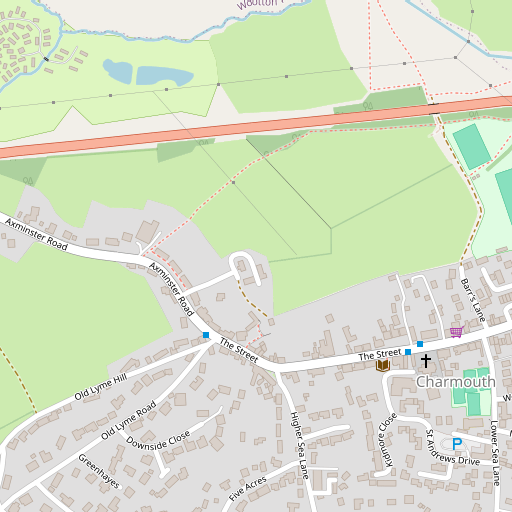 Wootton
Axminster Road
Axminster Road
Barr's Lane
The Street
The Street
Charmouth
Old Lyme Hill
Old Lyme Road
Downside Close
Greenhayes
Higher Sea Lane
Kidmore Close
St Andrews Drive
Lower Sea Lane
Five Acres
P